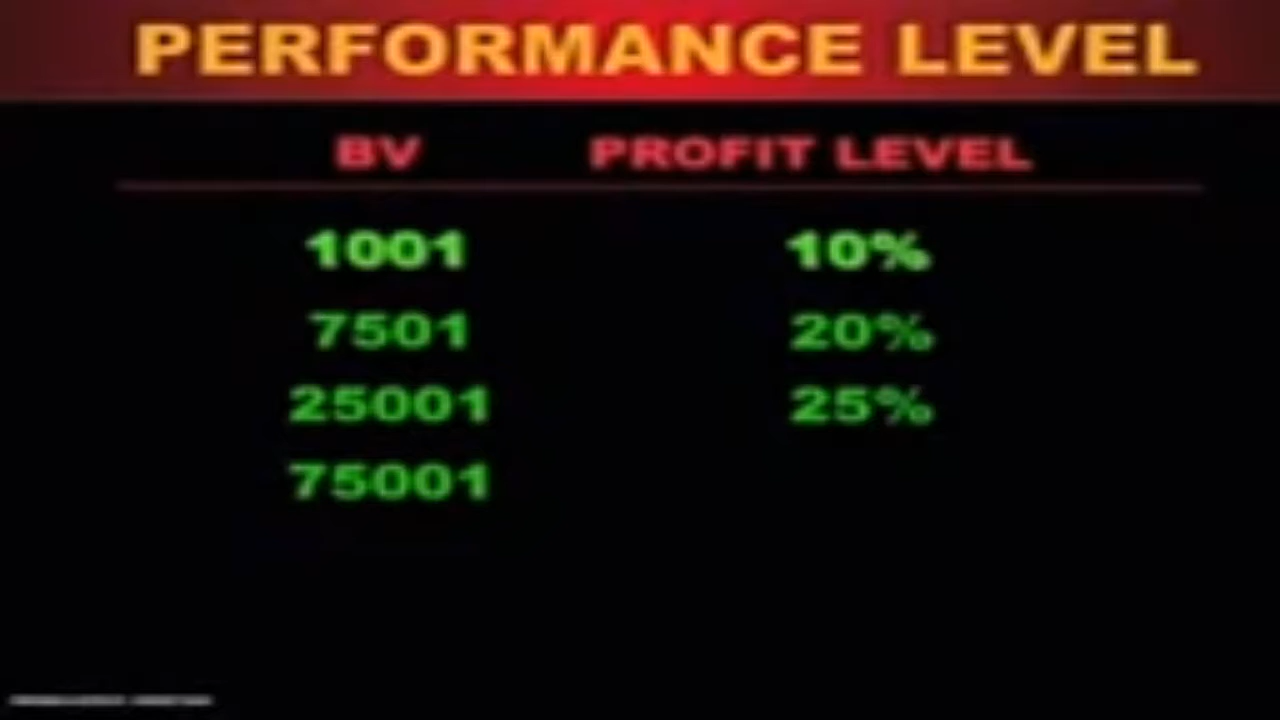 PERFORMANCE LEVEL
BV PROFIT LEVEL
1001 10%
7501 20%
25001 25%
75001